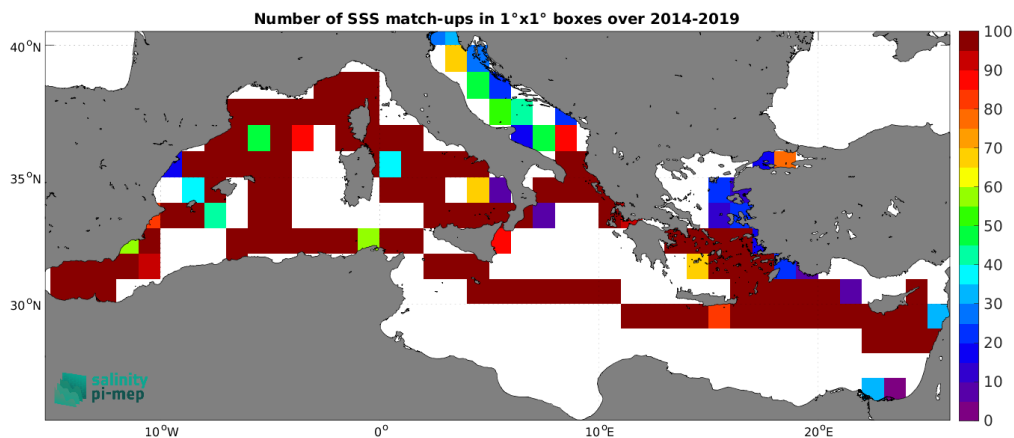 Number of SSS match-ups in 1°x1° boxes over 2014-2019
40°N
35°N
30°N
10°W
0°
10°E
20°E
100
90
80
70
60
50
40
30
20
10
0
salinity
pi-mep